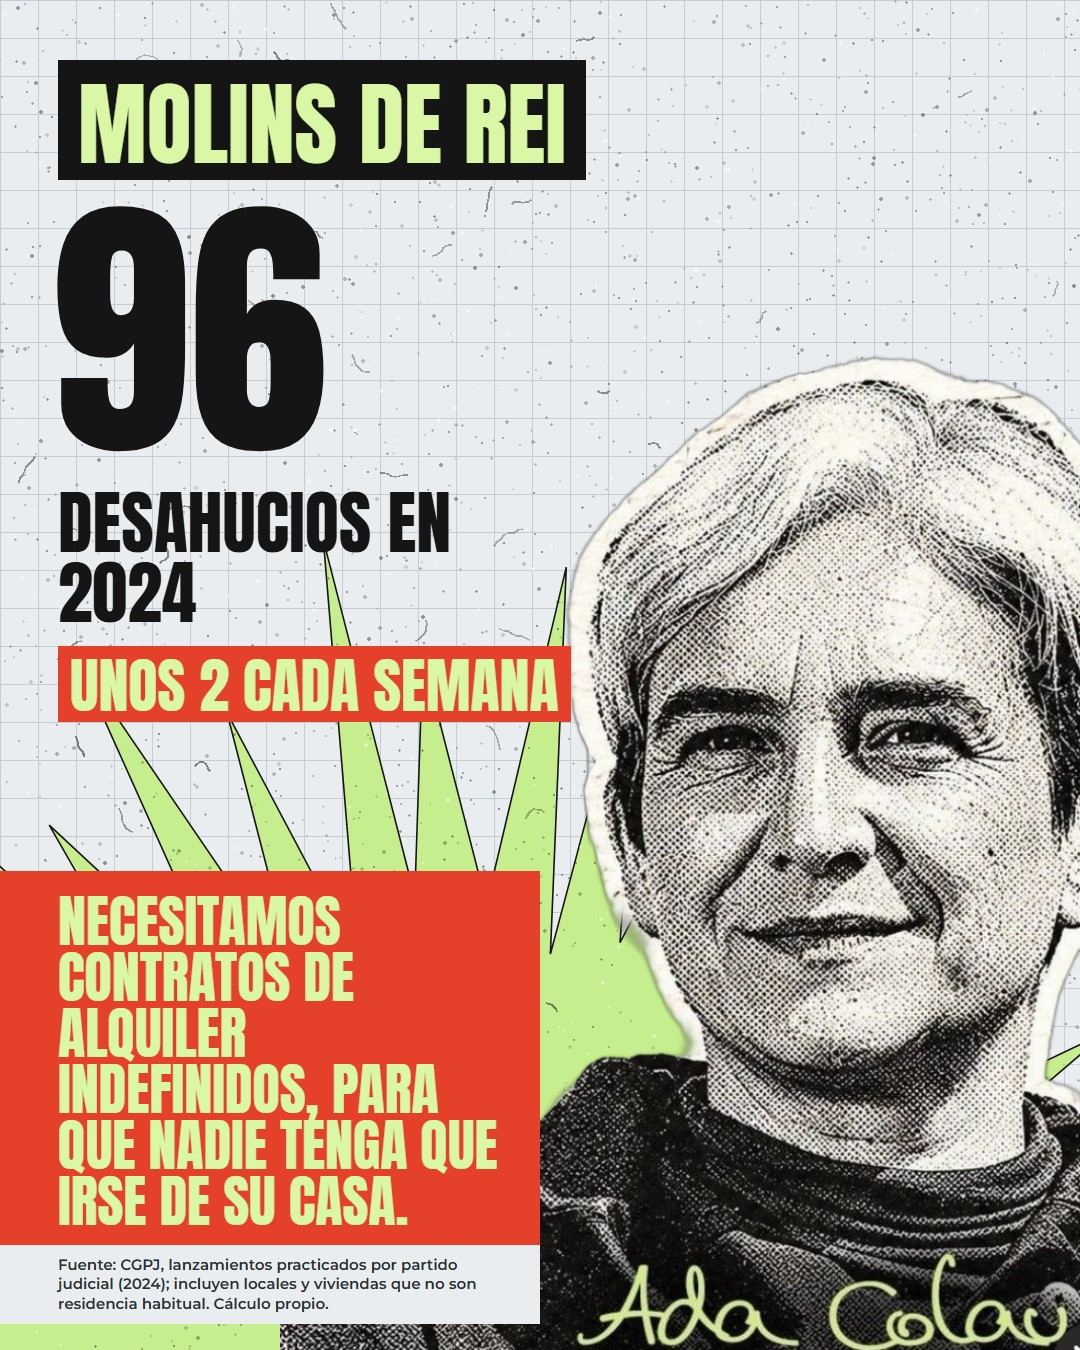 MOLINS DE REI
96
DESAHUCIOS EN
2024
UNOS 2 CADA SEMANA
NECESITAMOS
CONTRATOS DE
ALQUILER
INDEFINIDOS, PARA
QUE NADIE TENGA QUE
IRSE DE SU CASA.
Fuente: CGPJ, lanzamientos practicados por partido
judicial (2024); incluyen locales y viviendas que no son
residencia habitual. Cálculo propio.
Ada Colau